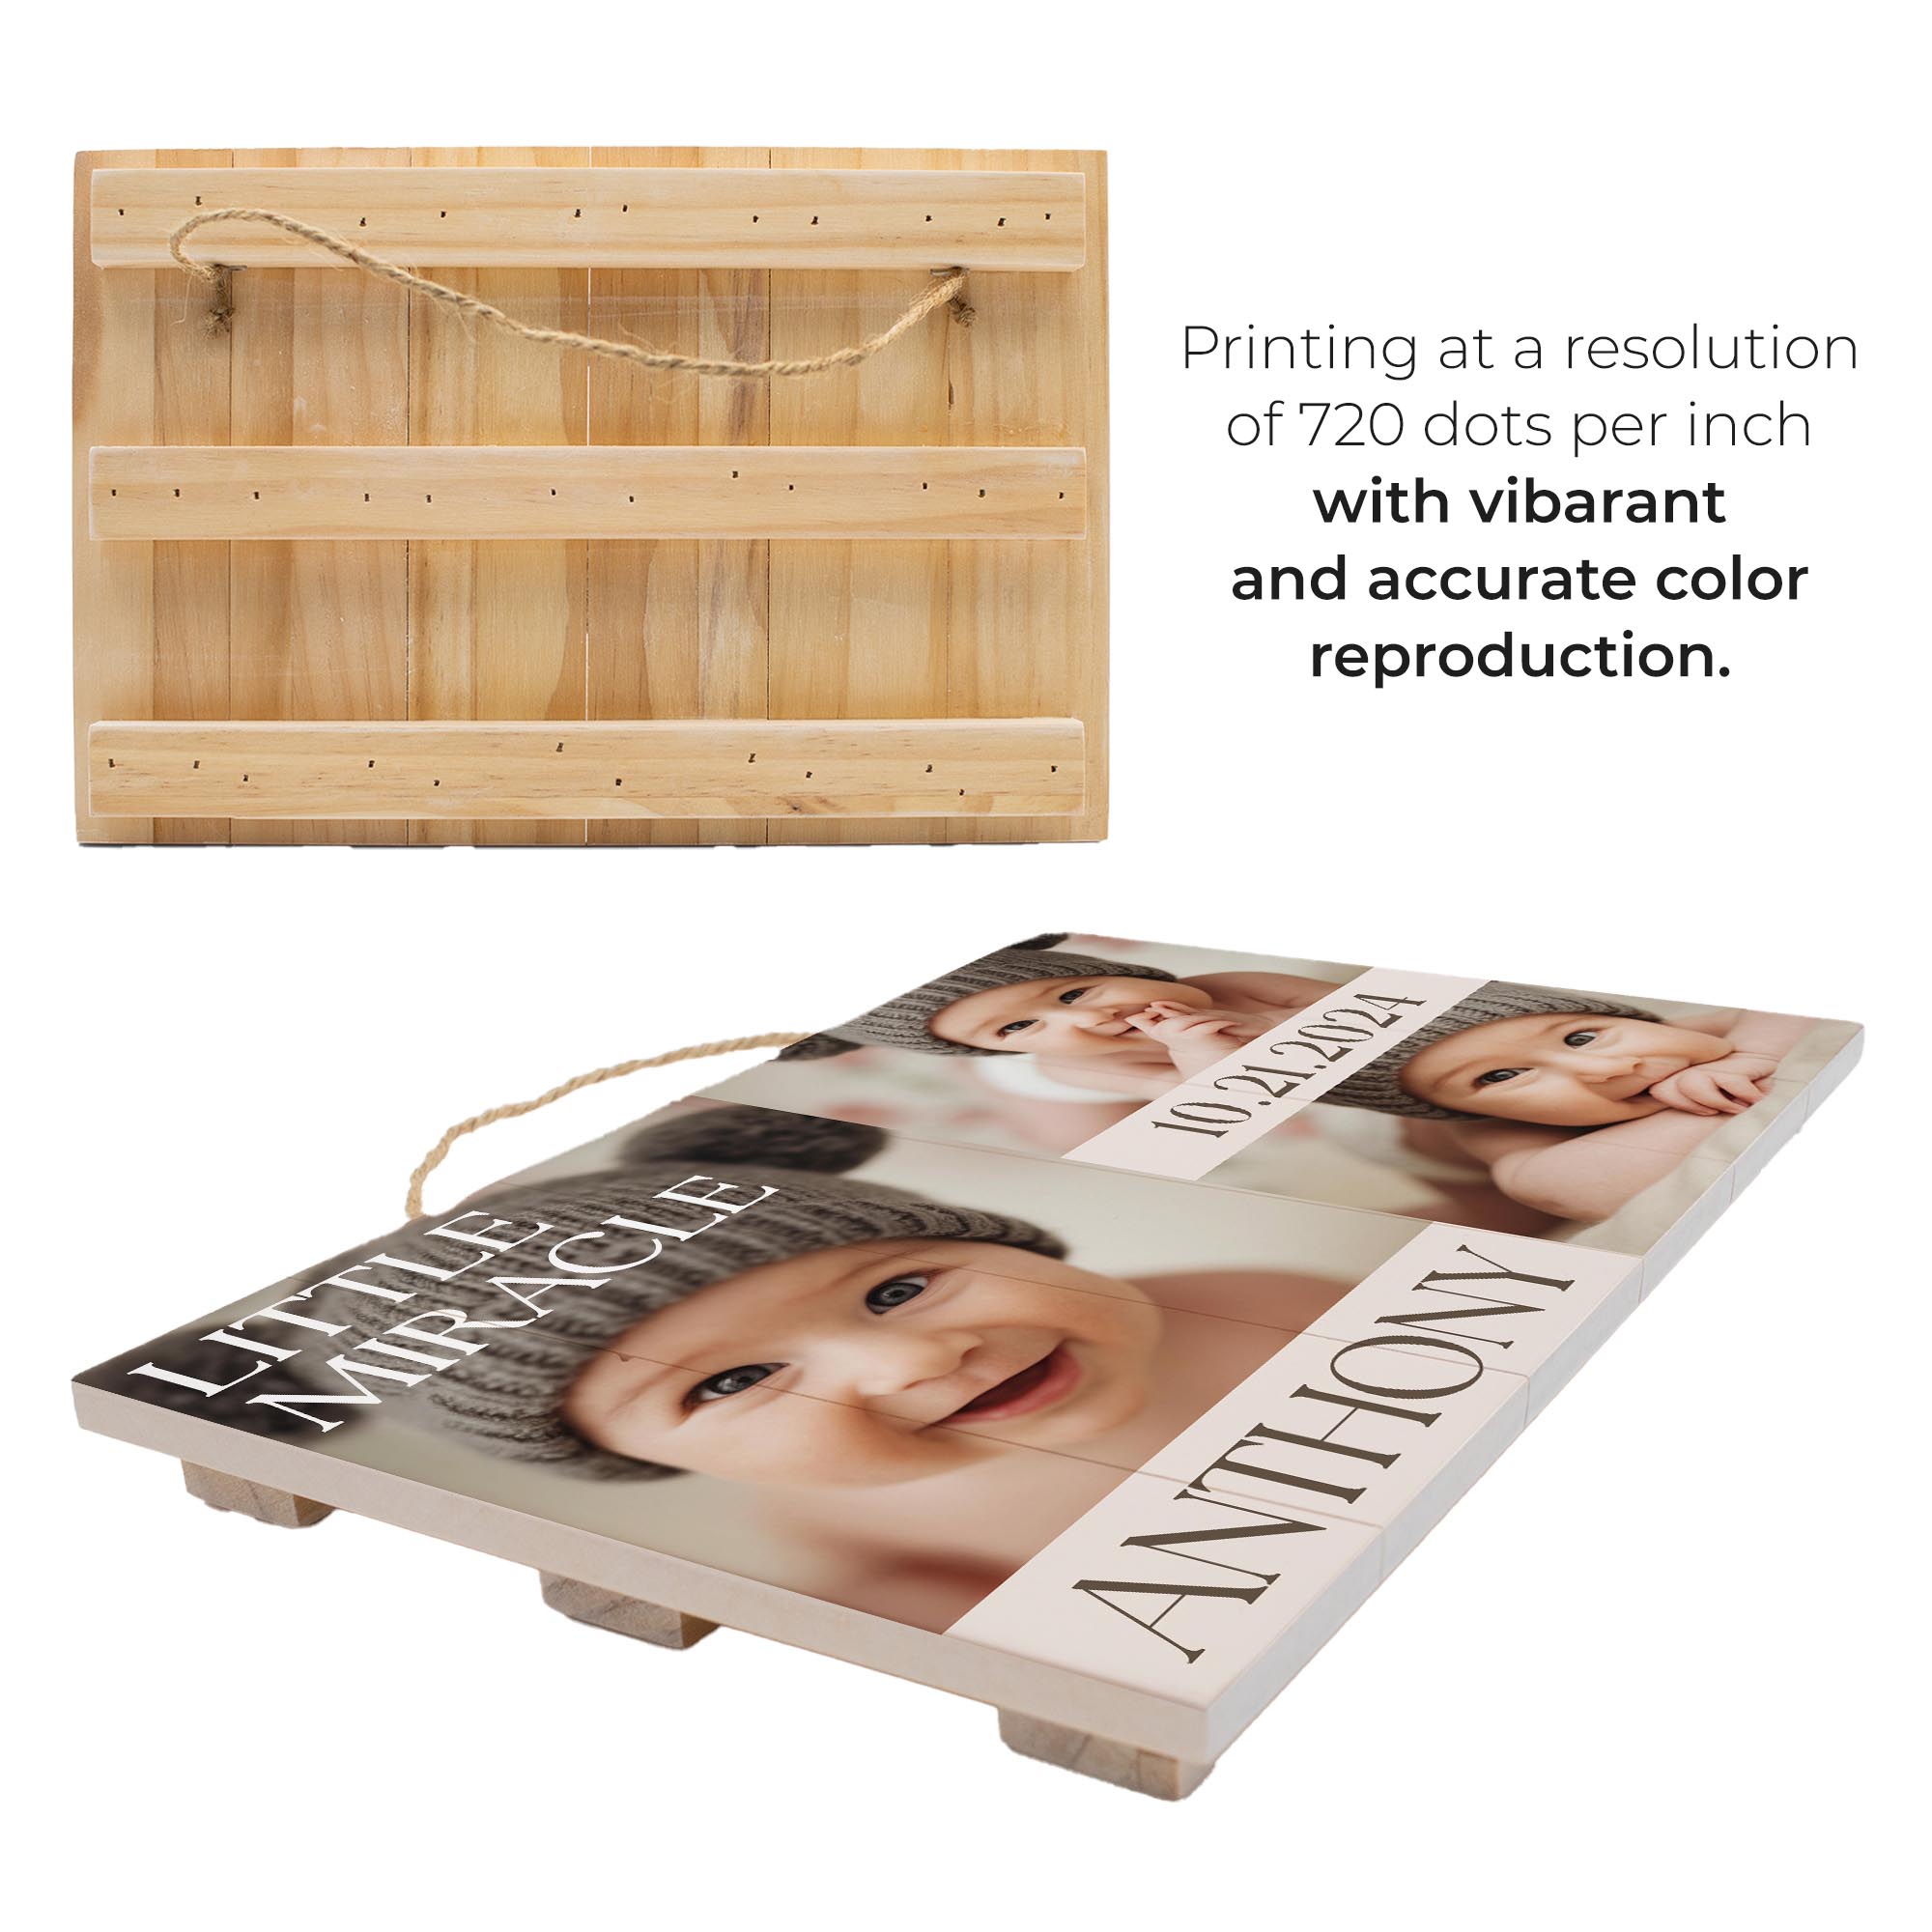 Printing at a resolution
of 720 dots per inch
with vibarant
and accurate color
reproduction.
10.21.2024
LITTLE
MIRACLE
ANTHONY